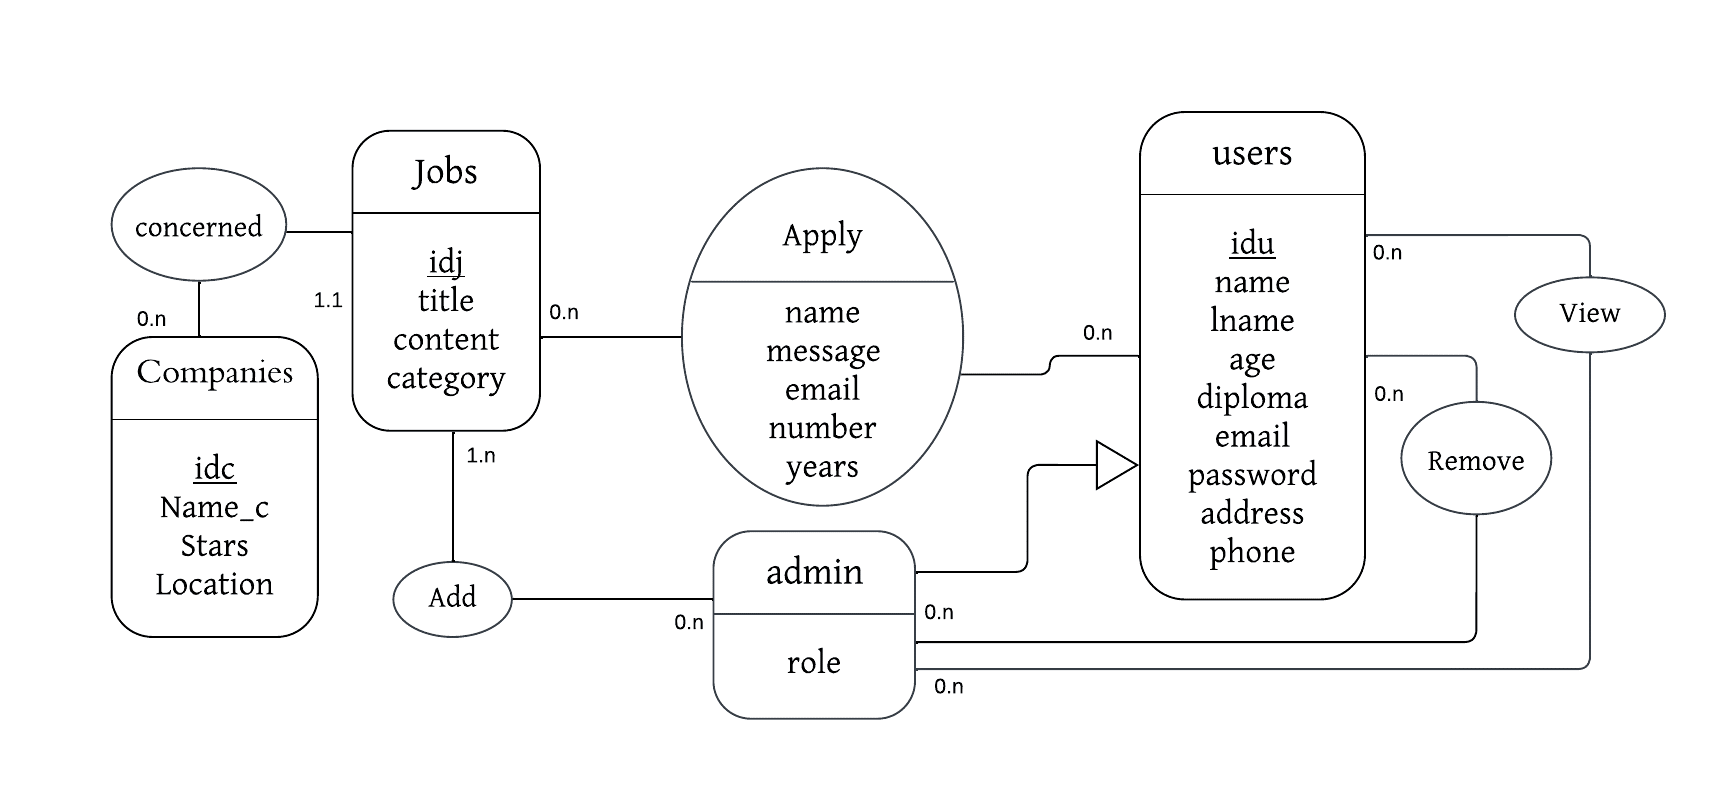 concerned
0.n
1.1
Companies
idc
Name_c
Stars
Location
Jobs
idj
title
content
category
0.n
1.n
Add
0.n
Apply
name
message
email
number
years
0.n
admin
role
0.n
0.n
users
idu
name
lname
age
diploma
email
password
address
phone
0.n
View
0.n
Remove